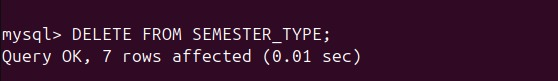 mysql> DELETE FROM SEMESTER_TYPE;
Query OK, 7 rows affected (0.01 sec)